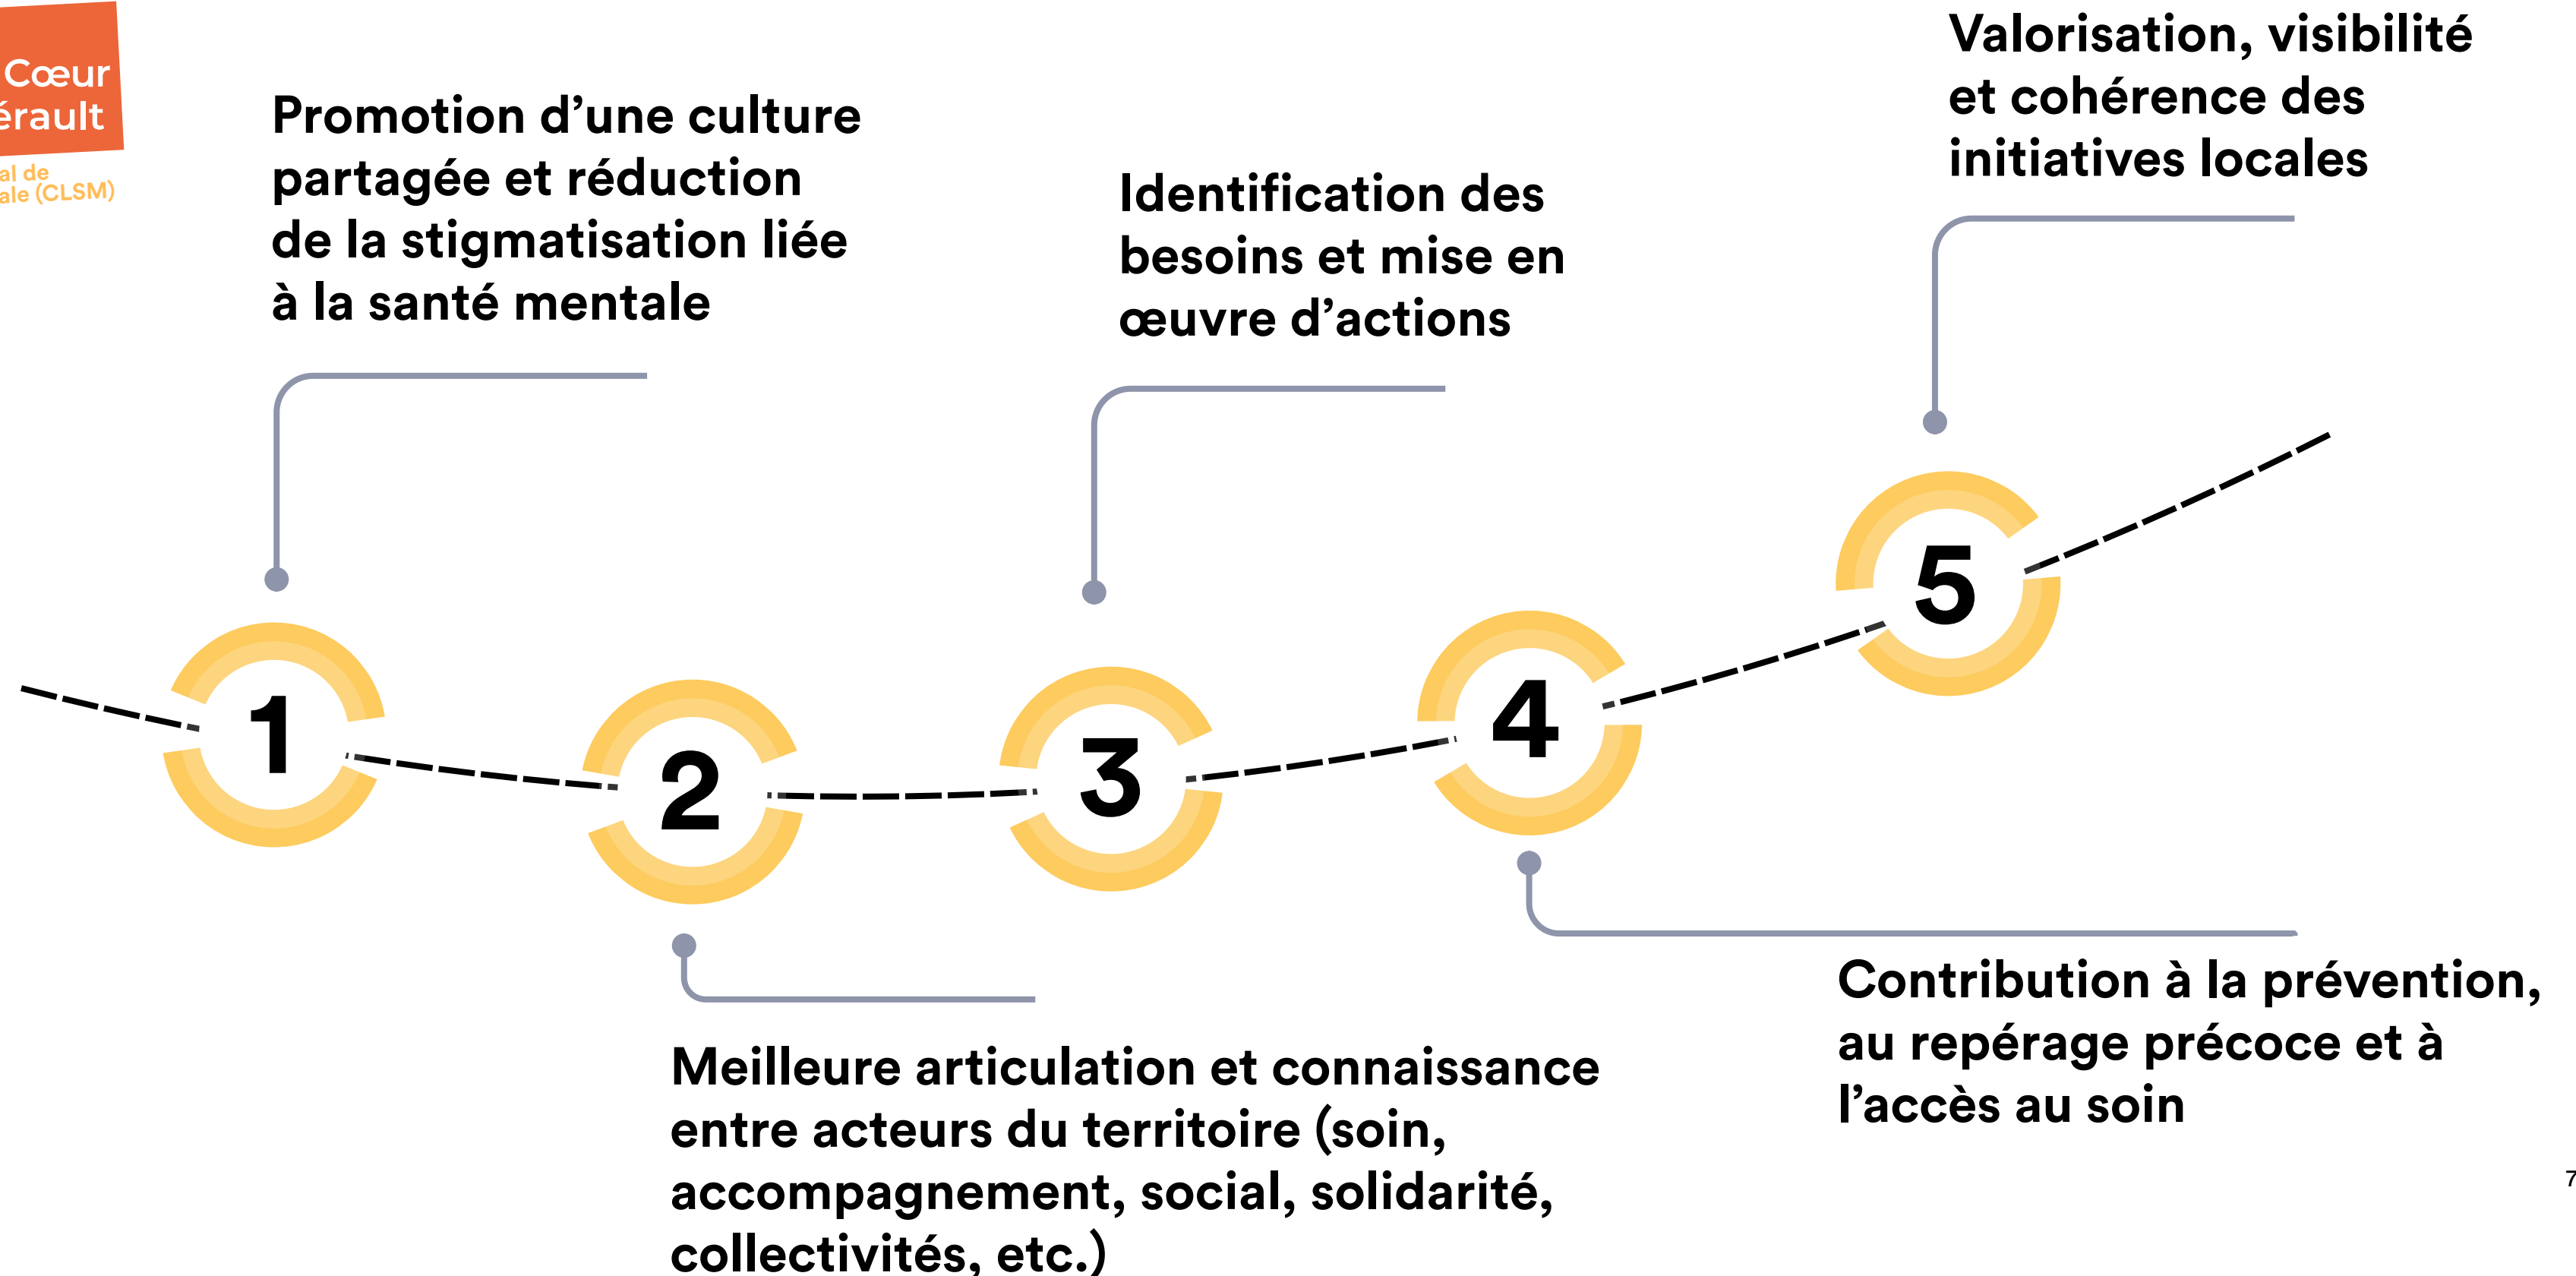 Cœur
érault
al de
ale (CLSM)
Promotion d’une culture
partagée et réduction
de la stigmatisation liée
à la santé mentale
Identification des
besoins et mise en
œuvre d’actions
Valorisation, visibilité
et cohérence des
initiatives locales
1
2
3
4
5
Meilleure articulation et connaissance
entre acteurs du territoire (soin,
accompagnement, social, solidarité,
collectivités, etc.)
Contribution à la prévention,
au repérage précoce et à
l’accès au soin
7